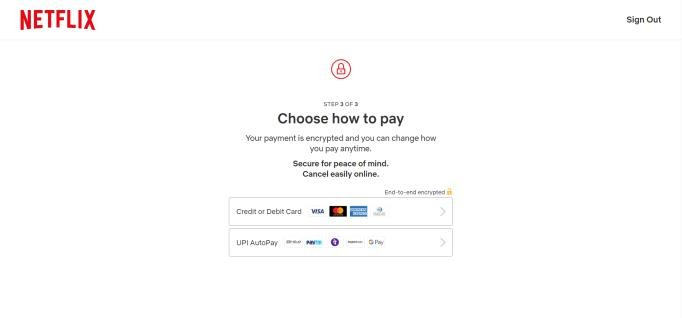 NETFLIX
Sign Out
STEP 3 OF 3
Choose how to pay
Your payment is encrypted and you can change how
you pay anytime.
Secure for peace of mind.
Cancel easily online.
End-to-end encrypted
Credit or Debit Card VISA
UPI AutoPay Paytm G Pay